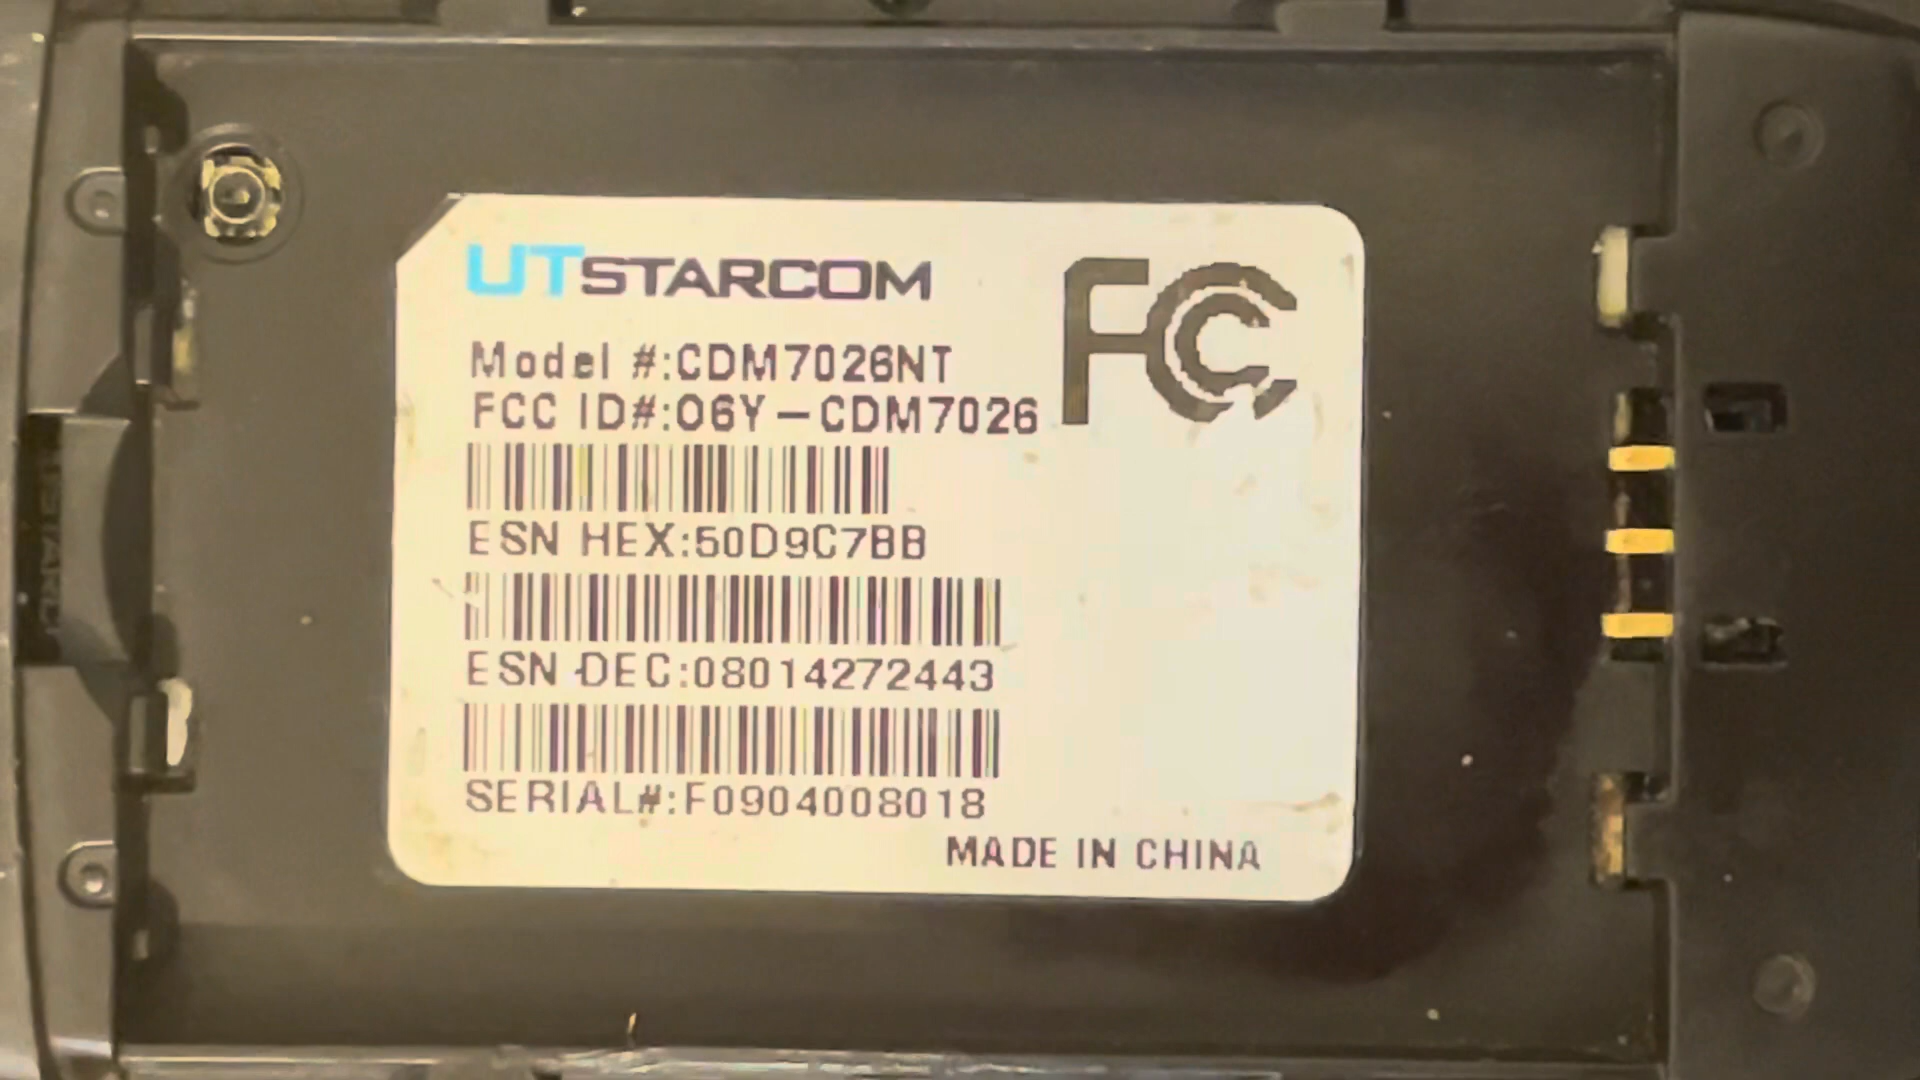 UTSTARCOM
FCC
Model #:CDM7026NT
FCC ID#:O6Y-CDM7026
ESN HEX:50D9C7BB
ESN DEC:08014272443
SERIAL#:F0904008018
MADE IN CHINA